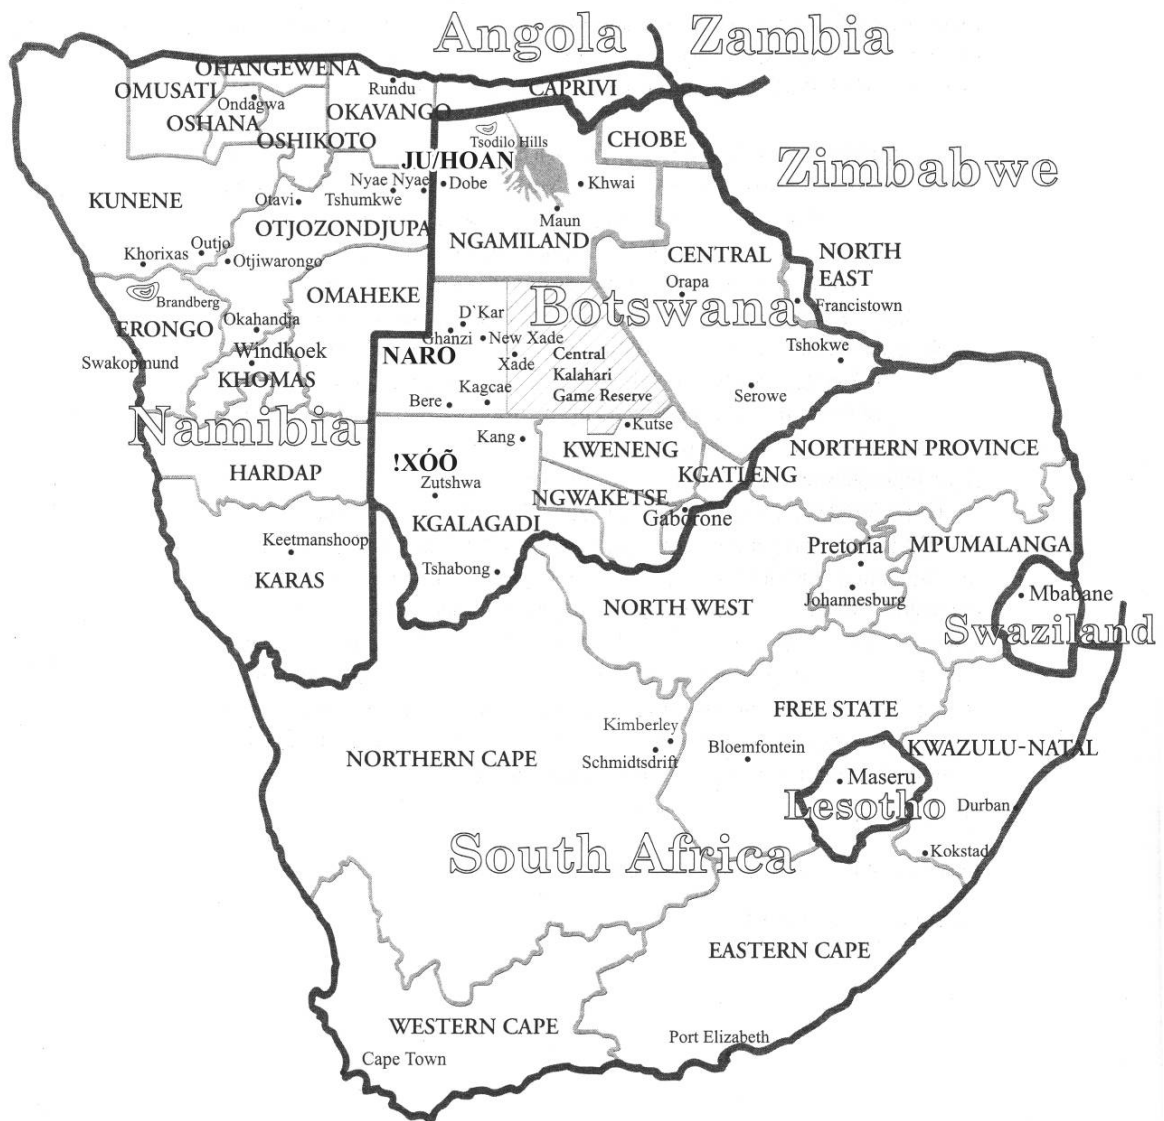 Angola
Zambia
OHANGEWENA
OMUSATI
Rundu
CAPRIVI
Ondagwa
OKAVANGO
OSHANA
OSHIKOTO
Tsodilo Hills
CHOBE
Zimbabwe
JU/HOAN
Nyae Nyae
Dobe
Khwai
KUNENE
Otavi
Tshumkwe
Maun
OTJOZONDJUPA
NGAMILAND
Outjo
Khorixas
Otjiwarongo
CENTRAL
NORTH
EAST
Orapa
OMAHEKE
Brandberg
Botswana
Francistown
ERONGO
Okahandja
D`Kar
Ghanzi
New Xade
Tshokwe
Windhoek
NARO
Xade
Central
Kalahari
Game Reserve
Swakopmund
KHOMAS
Kagcae
Bere
Serowe
Namibia
Kutse
Kang
KWENENG
NORTHERN PROVINCE
HARDAP
!XÓÕ
Zutshwa
KGATLENG
NGWAKETSE
Gaborone
KGALAGADI
Keetmanshoop
Pretoria
MPUMALANGA
KARAS
Tshabong
Johannesburg
Mbabane
NORTH WEST
Swaziland
FREE STATE
Kimberley
Bloemfontein
KWAZULU-NATAL
NORTHERN CAPE
Schmidtsdrift
Maseru
Lesotho
Durban
South Africa
Kokstad
EASTERN CAPE
WESTERN CAPE
Port Elizabeth
Cape Town